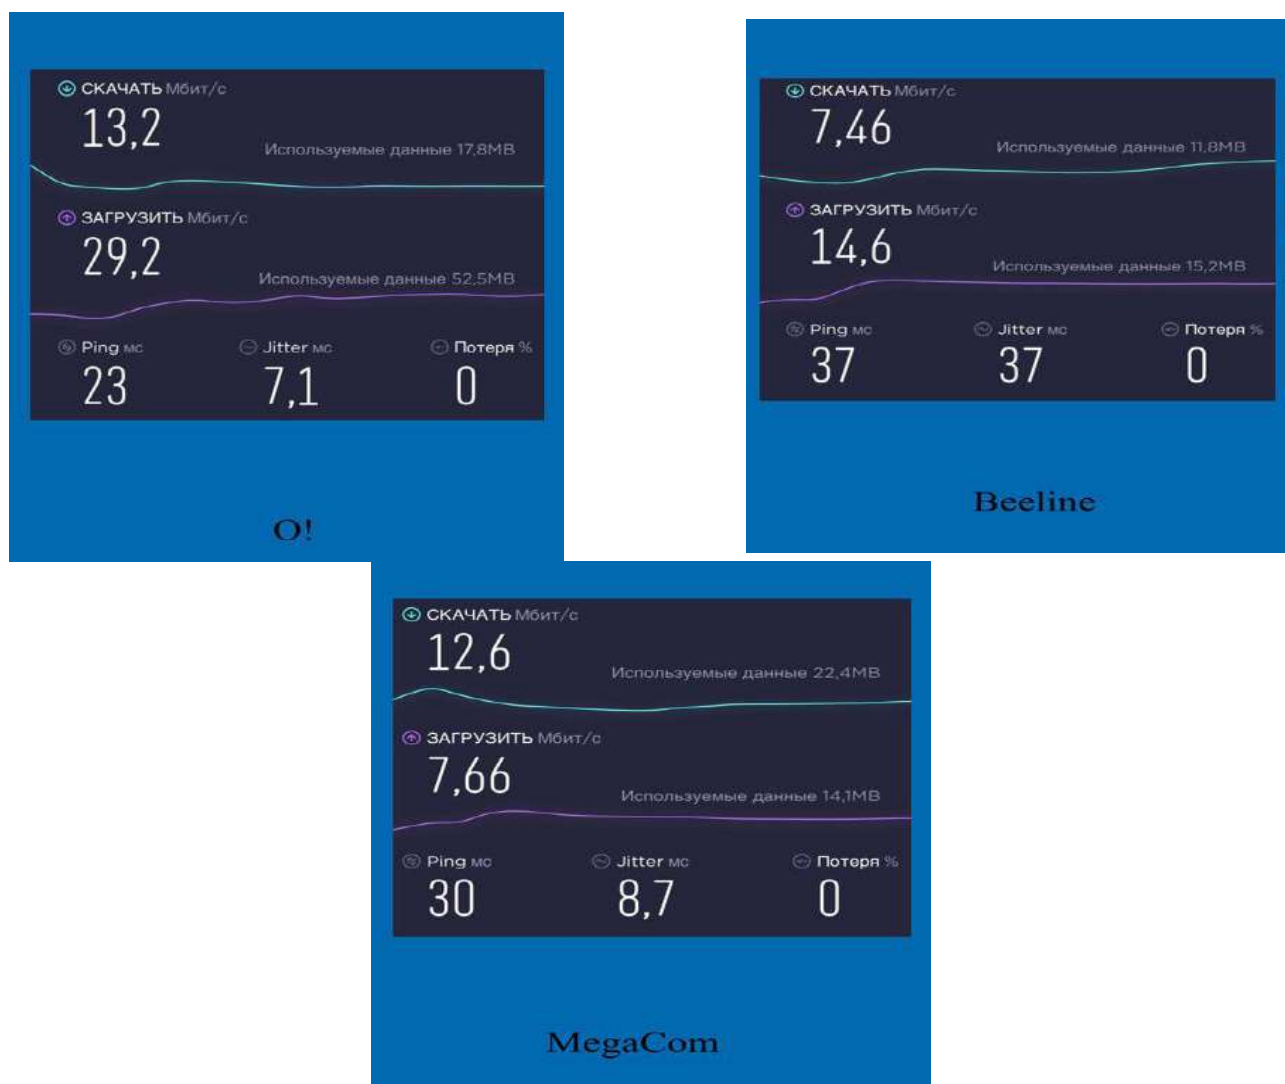 СКАЧАТЬ Мбит/с
13,2
Используемые данные 17,8MB
ЗАГРУЗИТЬ Мбит/с
29,2
Используемые данные 52,5MB
Ping мс Jitter мс Потеря %
23 7,1 0
O!
СКАЧАТЬ Мбит/с
7,46
Используемые данные 11,8MB
ЗАГРУЗИТЬ Мбит/с
14,6
Используемые данные 15,2MB
Ping мс Jitter мс Потеря %
37 37 0
Beeline
СКАЧАТЬ Мбит/с
12,6
Используемые данные 22,4MB
ЗАГРУЗИТЬ Мбит/с
7,66
Используемые данные 14,1MB
Ping мс Jitter мс Потеря %
30 8,7 0
MegaCom